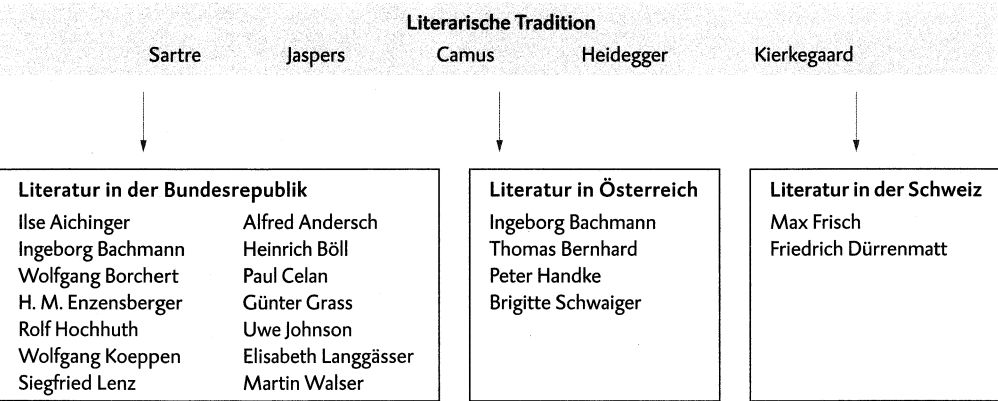 Literarische Tradition
Sartre Jaspers Camus Heidegger Kierkegaard
Literatur in der Bundesrepublik
Ilse Aichinger Alfred Andersch
Ingeborg Bachmann Heinrich Böll
Wolfgang Borchert Paul Celan
H. M. Enzensberger Günter Grass
Rolf Hochhuth Uwe Johnson
Wolfgang Koeppen Elisabeth Langgässer
Siegfried Lenz Martin Walser
Literatur in Österreich
Ingeborg Bachmann
Thomas Bernhard
Peter Handke
Brigitte Schwaiger
Literatur in der Schweiz
Max Frisch
Friedrich Dürrenmatt